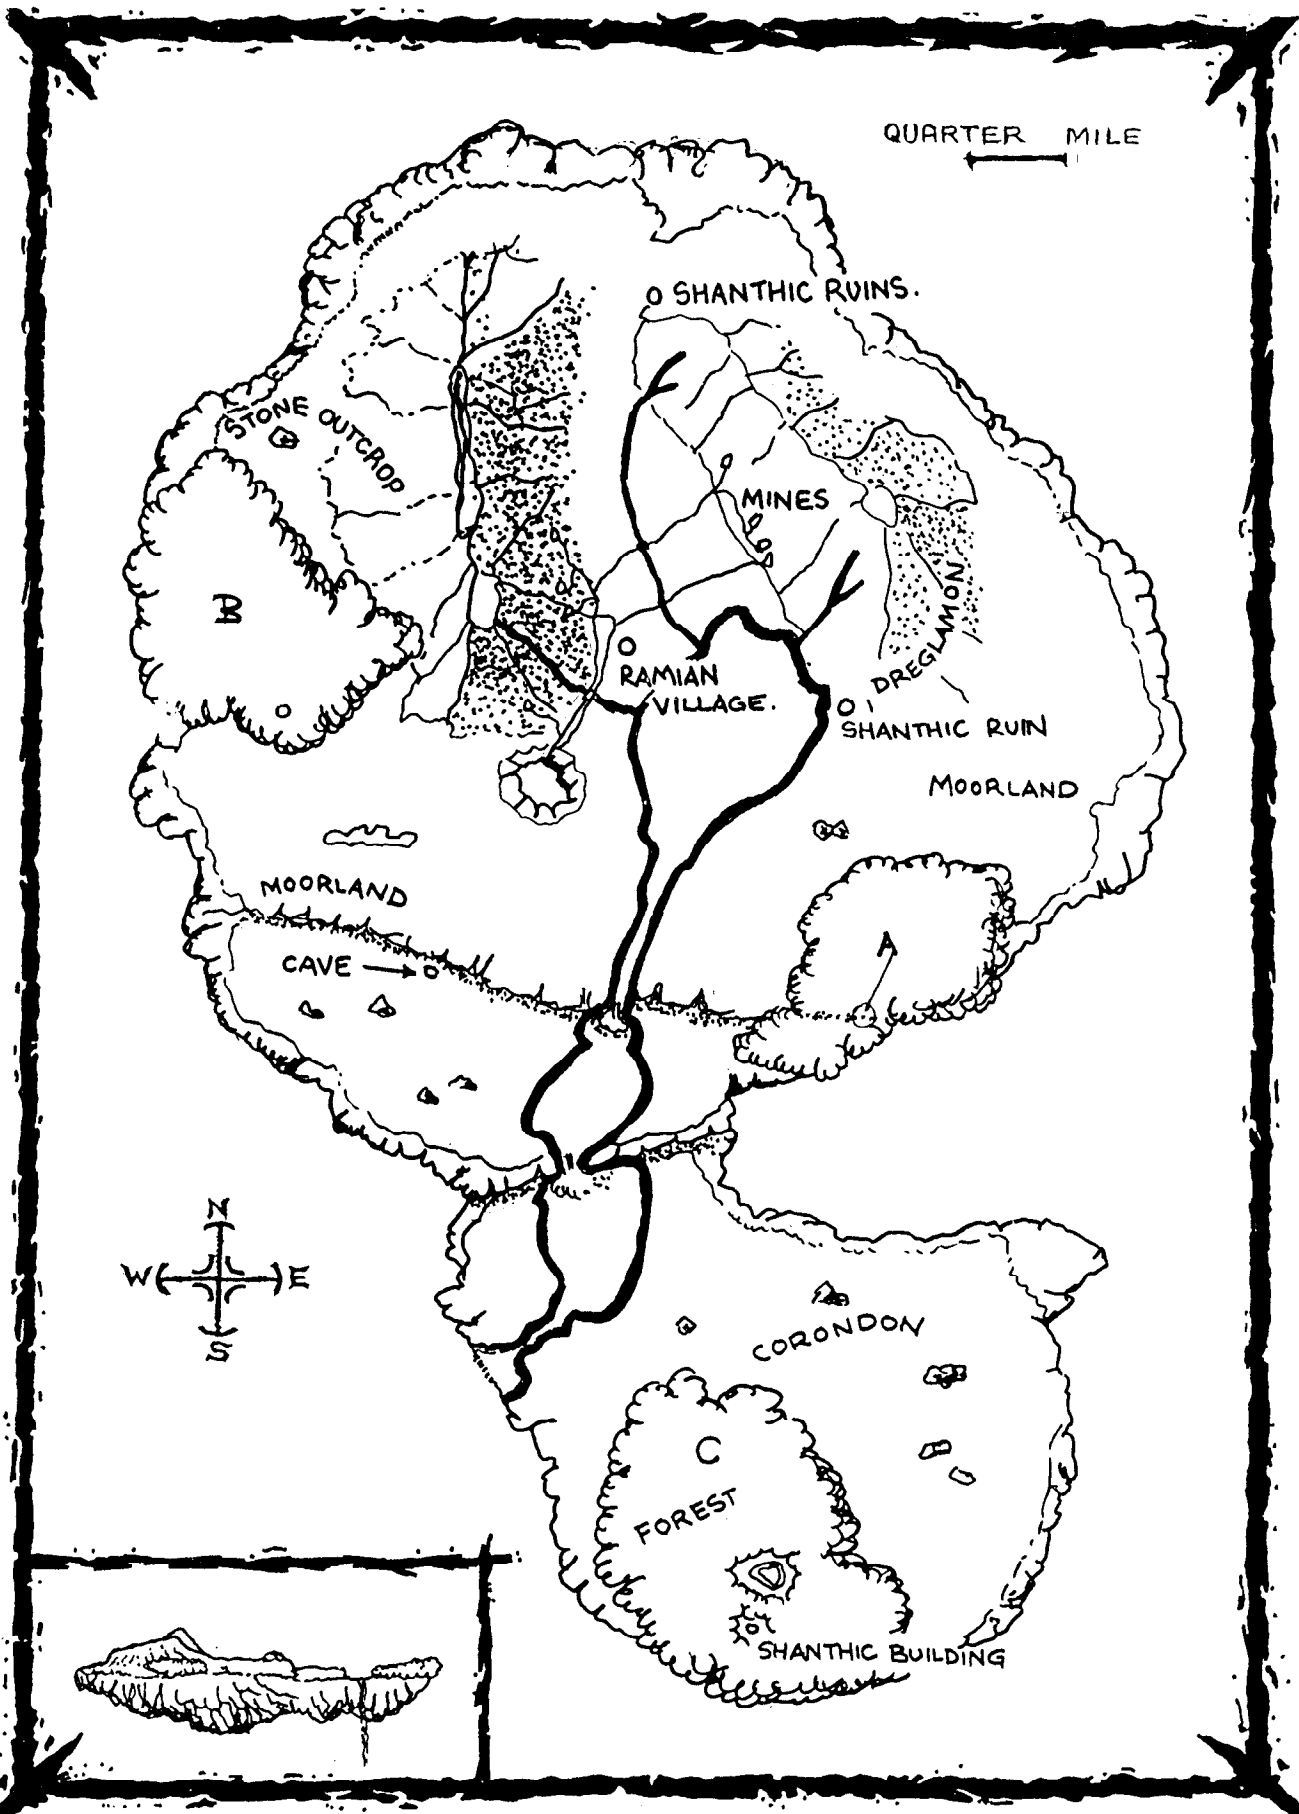 QUARTER MILE
SHANTHIC RUINS.
STONE OUTCROP
MINES
B
DREGLAMON
RAMIAN
VILLAGE.
SHANTHIC RUIN
MOORLAND
MOORLAND
A
CAVE
N
W E
S
CORONDON
C
FOREST
SHANTHIC BUILDING